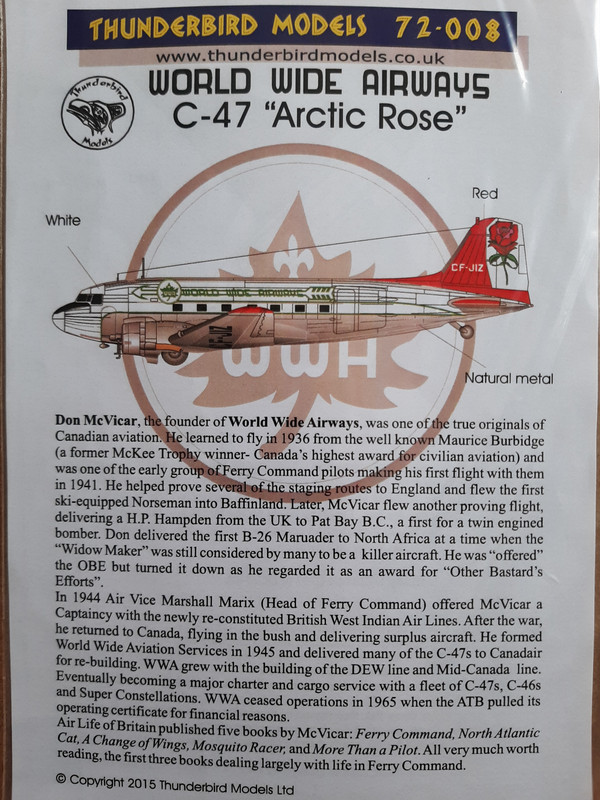 THUNDERBIRD MODELS 72-008
www.thunderbirdmodels.co.uk
Thunderbird
Models
WORLD WIDE AIRWAYS
C-47 “Arctic Rose”
White
Red
CF-JIZ
WORLD WIDE AIRWAYS
CF-JIZ
WWA
Natural metal
Don McVicar, the founder of World Wide Airways, was one of the true originals of
Canadian aviation. He learned to fly in 1936 from the well known Maurice Burbidge
(a former McKee Trophy winner- Canada’s highest award for civilian aviation) and
was one of the early group of Ferry Command pilots making his first flight with them
in 1941. He helped prove several of the staging routes to England and flew the first
ski-equipped Norseman into Baffinland. Later, McVicar flew another proving flight,
delivering a H.P. Hampden from the UK to Pat Bay B.C., a first for a twin engined
bomber. Don delivered the first B-26 Maruader to North Africa at a time when the
“Widow Maker” was still considered by many to be a killer aircraft. He was “offered”
the OBE but turned it down as he regarded it as an award for “Other Bastard’s
Efforts”.
In 1944 Air Vice Marshall Marix (Head of Ferry Command) offered McVicar a
Captaincy with the newly re-constituted British West Indian Air Lines. After the war,
he returned to Canada, flying in the bush and delivering surplus aircraft. He formed
World Wide Aviation Services in 1945 and delivered many of the C-47s to Canadair
for re-building. WWA grew with the building of the DEW line and Mid-Canada line.
Eventually becoming a major charter and cargo service with a fleet of C-47s, C-46s
and Super Constellations. WWA ceased operations in 1965 when the ATB pulled its
operating certificate for financial reasons.
Air Life of Britain published five books by McVicar: Ferry Command, North Atlantic
Cat, A Change of Wings, Mosquito Racer, and More Than a Pilot. All very much worth
reading, the first three books dealing largely with life in Ferry Command.
© Copyright 2015 Thunderbird Models Ltd